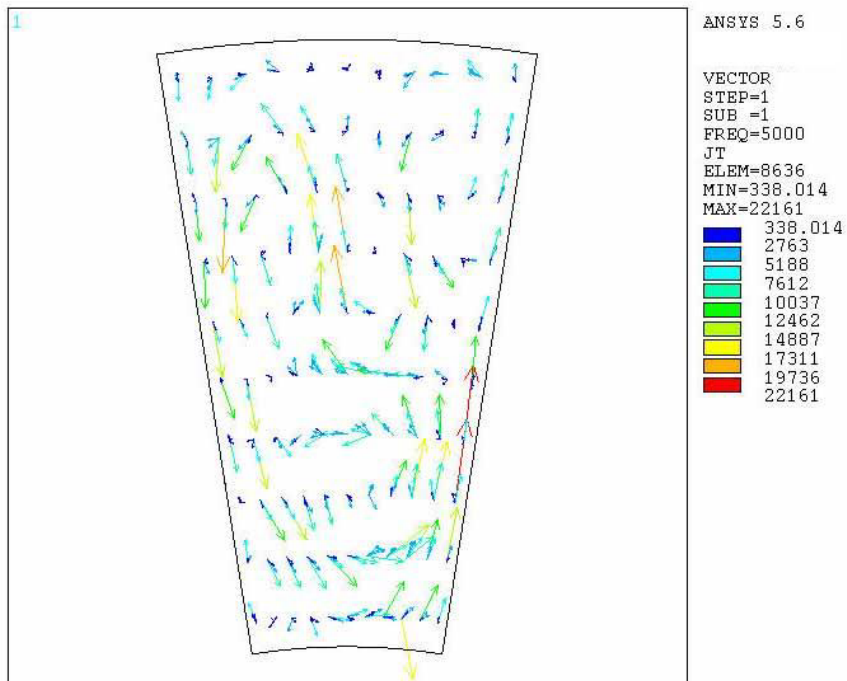 1
ANSYS 5.6
VECTOR
STEP=1
SUB =1
FREQ=5000
JT
ELEM=8636
MIN=338.014
MAX=22161
338.014
2763
5188
7612
10037
12462
14887
17311
19736
22161